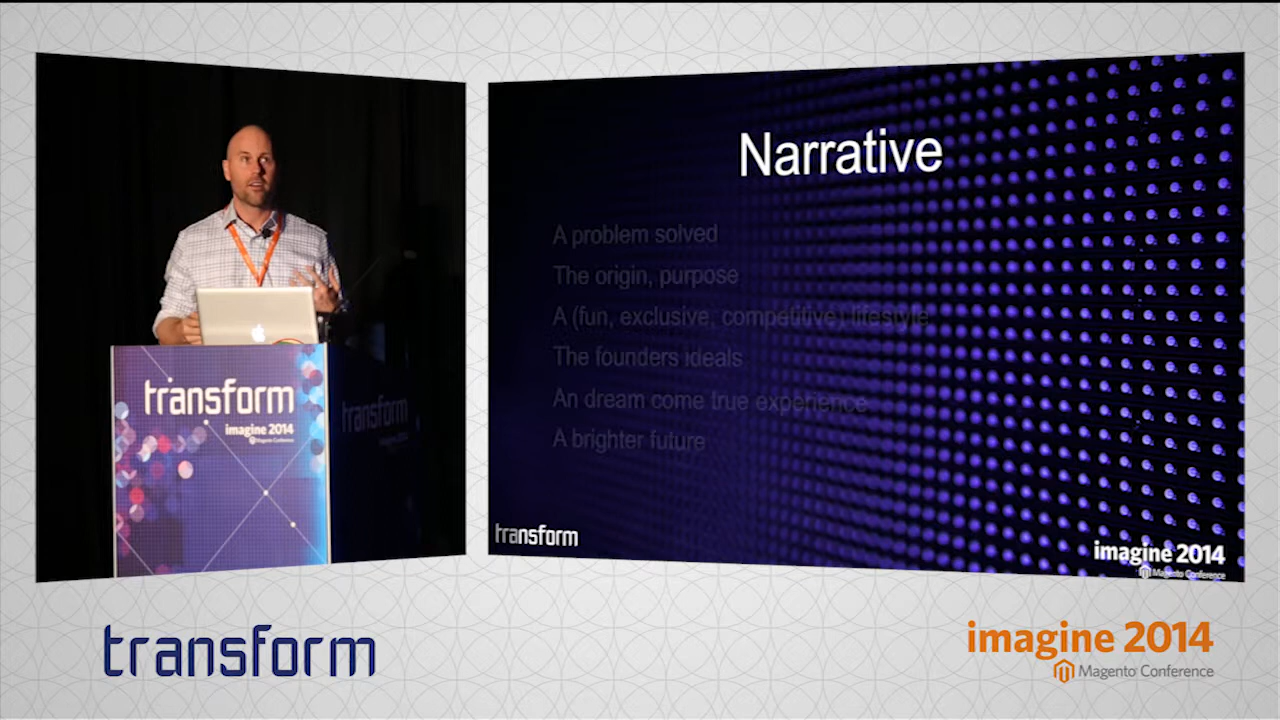 Narrative
A problem solved
The origin, purpose
A (fun, exclusive, competitive) lifestyle
The founders ideals
An dream come true experience
A brighter future
transform
imagine 2014
Magento Conference
transform
imagine 2014
Magento Conference
transform
transform
imagine 2014
Magento Conference